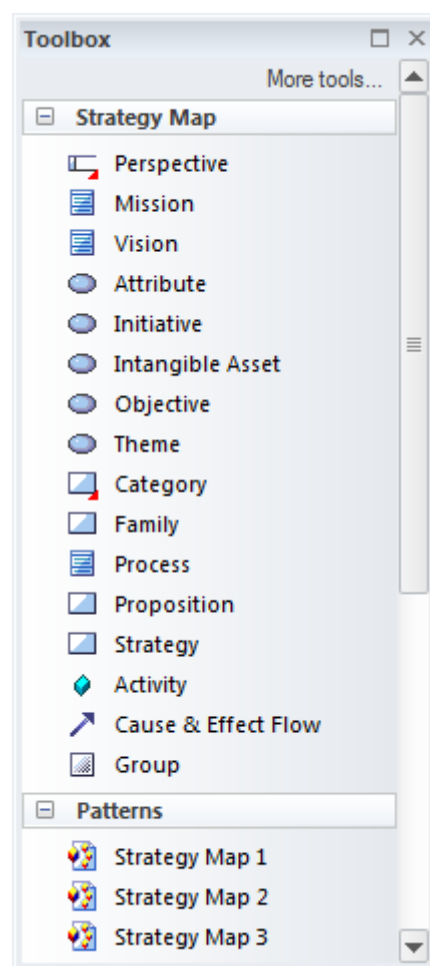 Toolbox
More tools...
Strategy Map
Perspective
Mission
Vision
Attribute
Initiative
Intangible Asset
Objective
Theme
Category
Family
Process
Proposition
Strategy
Activity
Cause & Effect Flow
Group
Patterns
Strategy Map 1
Strategy Map 2
Strategy Map 3